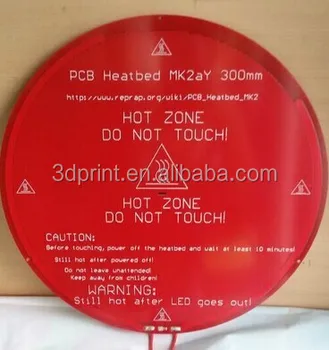 PCB Heatbed MK2aY 300mm
http://www.reprap.org/wiki/PCB_Heatbed_MK2
HOT ZONE
DO NOT TOUCH!
3dprint.en.alibaba.com
HOT ZONE
DO NOT TOUCH!
CAUTION:
Before touching, power off the heatbed and wait at least 10 minutes!
Still hot after powered off!
Do not leave unattended!
Keep away from children!
WARNING:
Still hot after LED goes out!